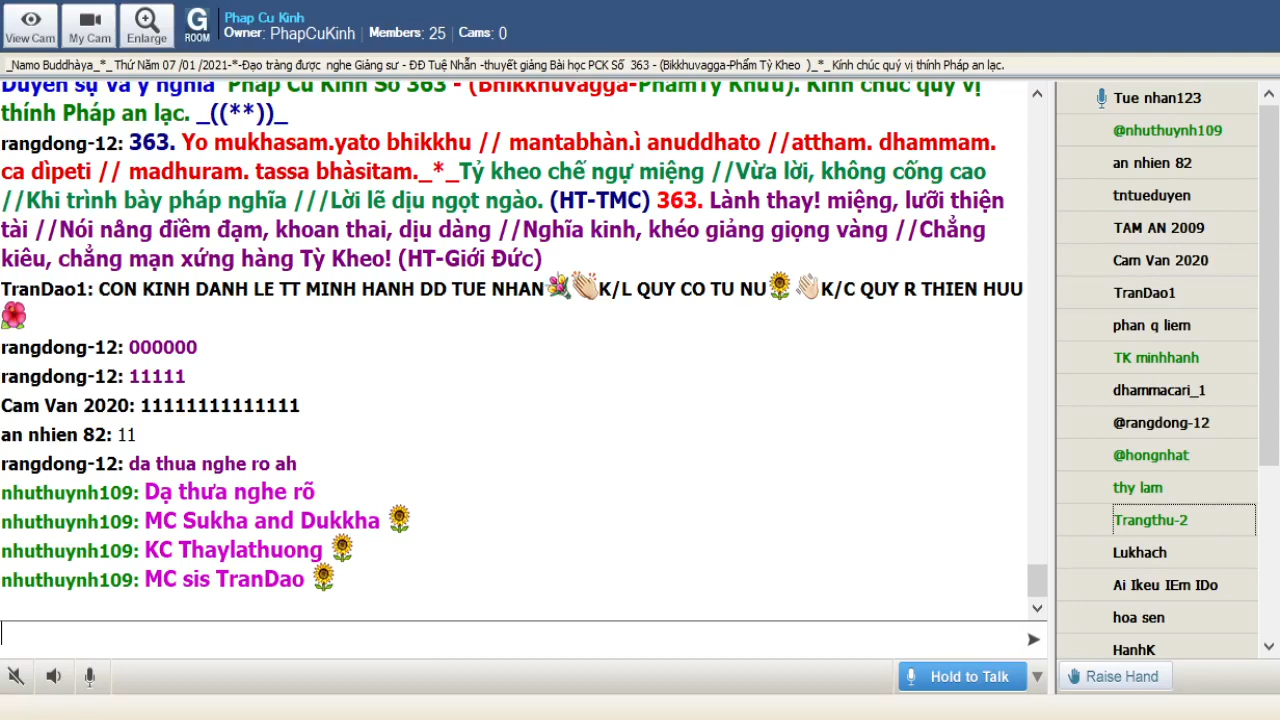 View Cam
My Cam
Enlarge
G
ROOM
Phap Cu Kinh
Owner: PhapCuKinh Members: 25 Cams: 0
_Namo Buddhàya_*_ Thứ Năm 07 /01 /2021-*-Đạo tràng được nghe Giảng sư - ĐĐ Tuệ Nhẫn -thuyết giảng Bài học PCK Số 363 - (Bikkhuvagga-Phẩm Tỳ Kheo )_*_ Kính chúc quý vị thính Pháp an lạc.
Duyên sự và ý nghĩa Pháp Cú Kinh Số 363 - (Bhikkhuvagga-PhẩmTỳ Khưu). Kính chúc quý vị
thính Pháp an lạc. _((**))_
rangdong-12: 363. Yo mukhasam.yato bhikkhu // mantabhàn.ì anuddhato //attham. dhammam.
ca dìpeti // madhuram. tassa bhàsitam._*_Tỷ kheo chế ngự miệng //Vừa lời, không cống cao
//Khi trình bày pháp nghĩa ///Lời lẽ dịu ngọt ngào. (HT-TMC) 363. Lành thay! miệng, lưỡi thiện
tài //Nói nằng điềm đạm, khoan thai, dịu dàng //Nghĩa kinh, khéo giảng giọng vàng //Chẳng
kiêu, chẳng mạn xứng hàng Tỳ Kheo! (HT-Giới Đức)
TranDao1: CON KINH DANH LE TT MINH HANH DD TUE NHAN K/L QUY CO TU NU K/C QUY R THIEN HUU
rangdong-12: 000000
rangdong-12: 11111
Cam Van 2020: 11111111111111
an nhien 82: 11
rangdong-12: da thua nghe ro ah
nhuthuynh109: Dạ thưa nghe rõ
nhuthuynh109: MC Sukha and Dukkha
nhuthuynh109: KC Thaylathuong
nhuthuynh109: MC sis TranDao
Hold to Talk
Tue nhan123
@nhuthuynh109
an nhien 82
tntueduyen
TAM AN 2009
Cam Van 2020
TranDao1
phan q liem
TK minhhanh
dhammacari_1
@rangdong-12
@hongnhat
thy lam
Trangthu-2
Lukhach
Ai Ikeu IEm IDo
hoa sen
HanhK
Raise Hand